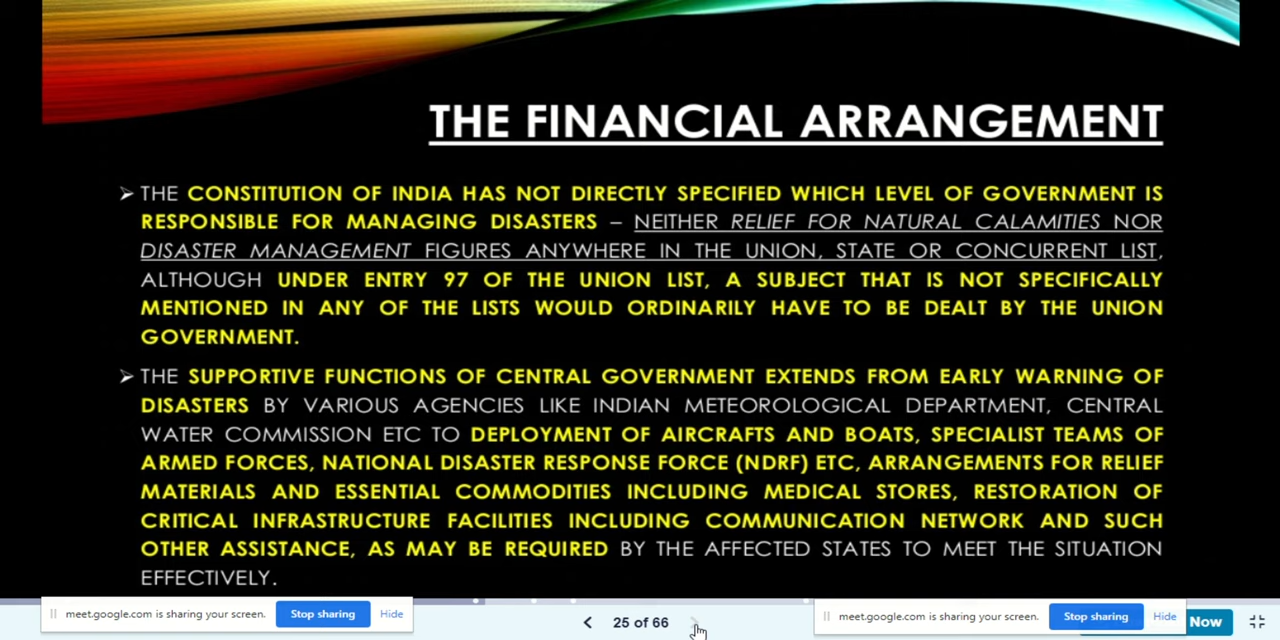 THE FINANCIAL ARRANGEMENT
THE CONSTITUTION OF INDIA HAS NOT DIRECTLY SPECIFIED WHICH LEVEL OF GOVERNMENT IS
RESPONSIBLE FOR MANAGING DISASTERS – NEITHER RELIEF FOR NATURAL CALAMITIES NOR
DISASTER MANAGEMENT FIGURES ANYWHERE IN THE UNION, STATE OR CONCURRENT LIST,
ALTHOUGH UNDER ENTRY 97 OF THE UNION LIST, A SUBJECT THAT IS NOT SPECIFICALLY
MENTIONED IN ANY OF THE LISTS WOULD ORDINARILY HAVE TO BE DEALT BY THE UNION
GOVERNMENT.
THE SUPPORTIVE FUNCTIONS OF CENTRAL GOVERNMENT EXTENDS FROM EARLY WARNING OF
DISASTERS BY VARIOUS AGENCIES LIKE INDIAN METEOROLOGICAL DEPARTMENT, CENTRAL
WATER COMMISSION ETC TO DEPLOYMENT OF AIRCRAFTS AND BOATS, SPECIALIST TEAMS OF
ARMED FORCES, NATIONAL DISASTER RESPONSE FORCE (NDRF) ETC, ARRANGEMENTS FOR RELIEF
MATERIALS AND ESSENTIAL COMMODITIES INCLUDING MEDICAL STORES, RESTORATION OF
CRITICAL INFRASTRUCTURE FACILITIES INCLUDING COMMUNICATION NETWORK AND SUCH
OTHER ASSISTANCE, AS MAY BE REQUIRED BY THE AFFECTED STATES TO MEET THE SITUATION
EFFECTIVELY.
meet.google.com is sharing your screen. Stop sharing Hide
25 of 66
meet.google.com is sharing your screen. Stop sharing Hide
Now